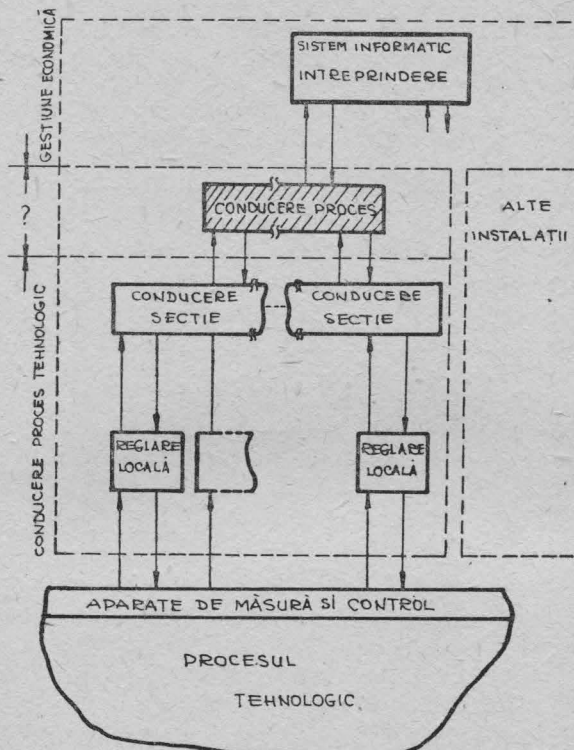 GESTIUNE ECONOMICĂ
SISTEM INFORMATIC
INTREPRINDERE
?
CONDUCERE PROCES
ALTE
INSTALAȚII
CONDUCERE PROCES TEHNOLOGIC
CONDUCERE
SECTIE
CONDUCERE
SECTIE
REGLARE
LOCALĂ
REGLARE
LOCALĂ
APARATE DE MĂSURĂ SI CONTROL
PROCESUL
TEHNOLOGIC